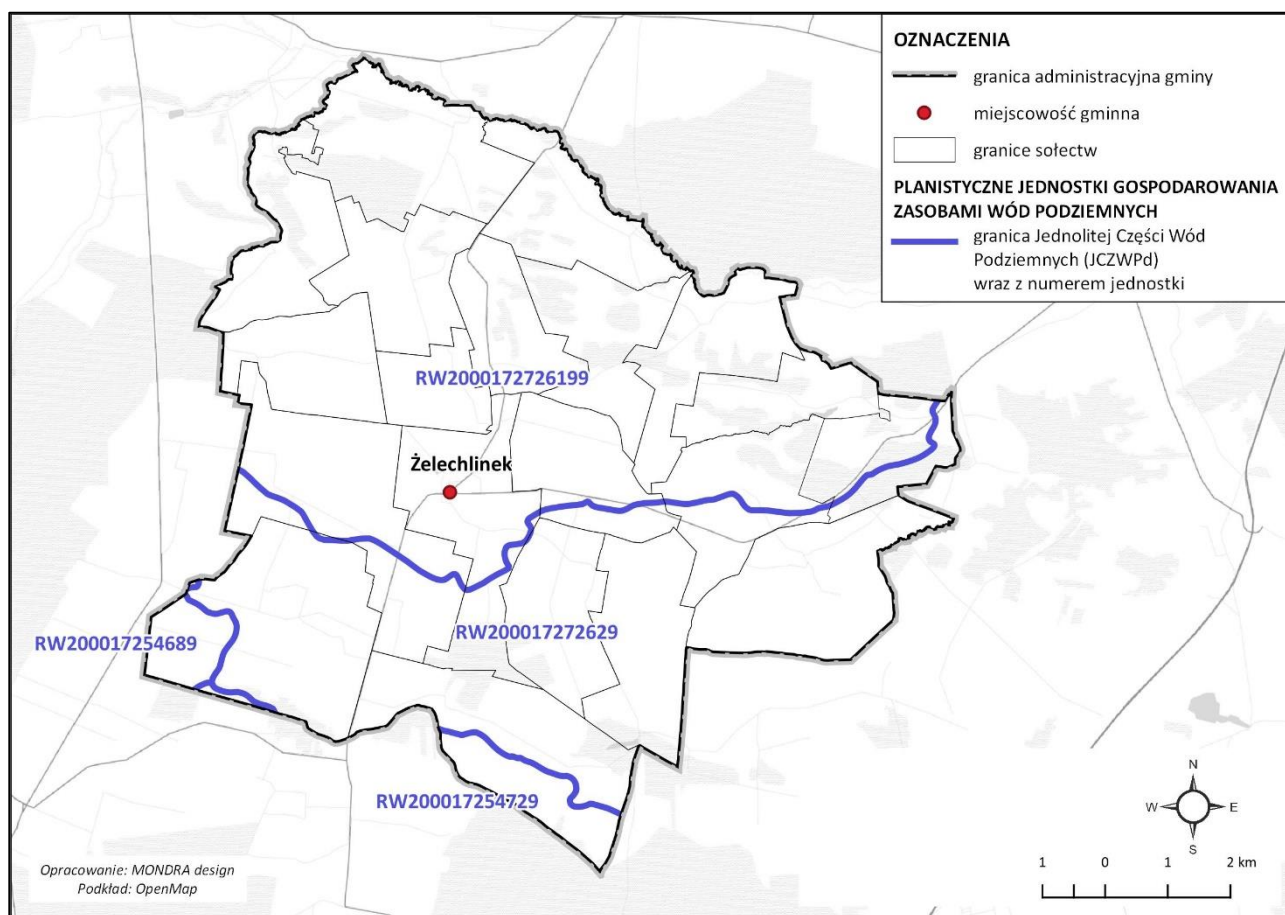 OZNACZENIA
granica administracyjna gminy
miejscowość gminna
granice sołectw
PLANISTYCZNE JEDNOSTKI GOSPODAROWANIA
ZASOBAMI WÓD PODZIEMNYCH
granica Jednolitej Części Wód
Podziemnych (JCZWPd)
wraz z numerem jednostki
RW2000172726199
Żelechlinek
RW200017254689
RW200017272629
RW200017254729
N
W
E
S
Opracowanie: MONDRA design
Podkład: OpenMap
1 0 1 2 km